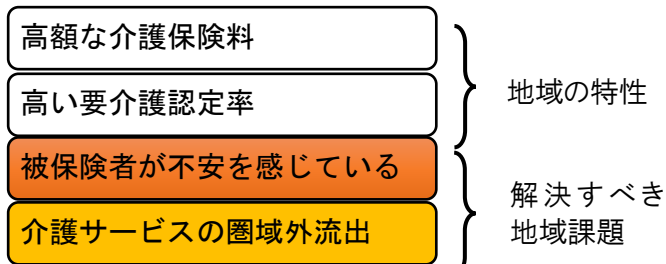 高額な介護保険料
高い要介護認定率
地域の特性
被保険者が不安を感じている
介護サービスの圏域外流出
解決すべき
地域課題